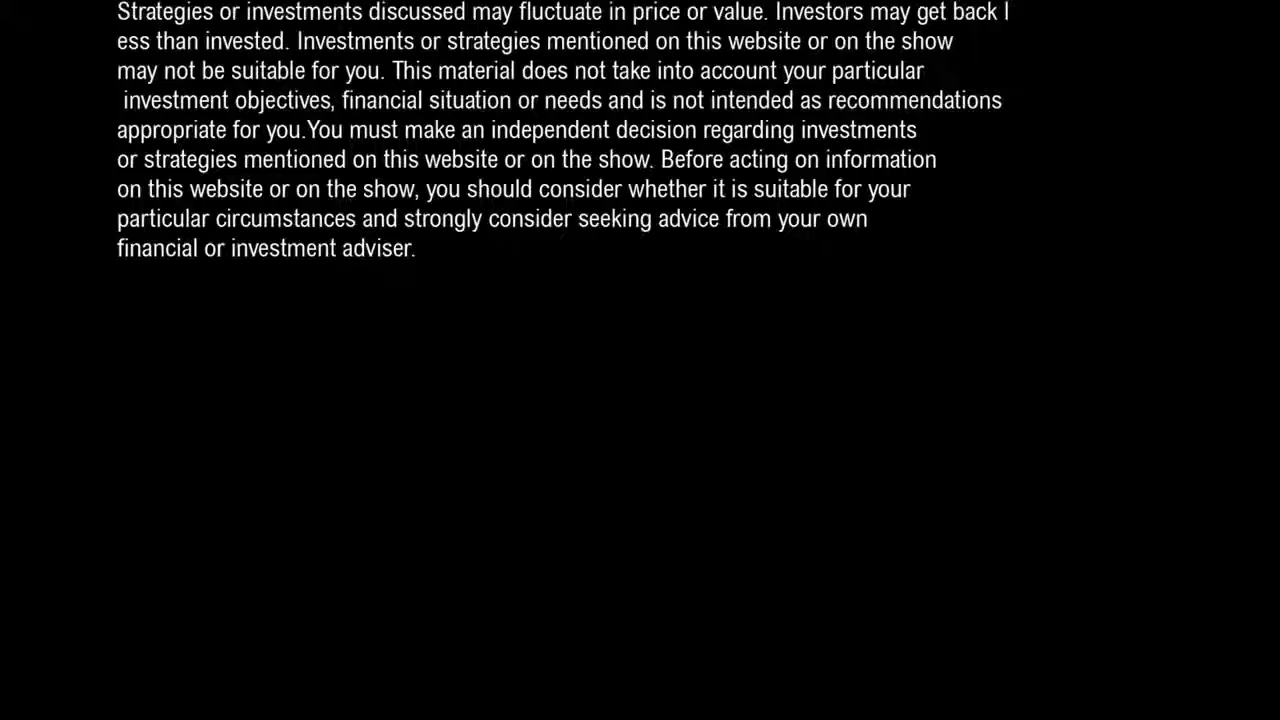 Strategies or investments discussed may fluctuate in price or value. Investors may get back l
ess than invested. Investments or strategies mentioned on this website or on the show
may not be suitable for you. This material does not take into account your particular
investment objectives, financial situation or needs and is not intended as recommendations
appropriate for you.You must make an independent decision regarding investments
or strategies mentioned on this website or on the show. Before acting on information
on this website or on the show, you should consider whether it is suitable for your
particular circumstances and strongly consider seeking advice from your own
financial or investment adviser.